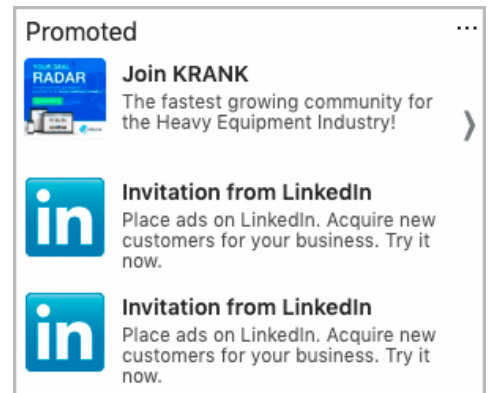 Promoted
...
YOUR DEAL
RADAR
Join KRANK
The fastest growing community for
the Heavy Equipment Industry!
in
Invitation from LinkedIn
Place ads on LinkedIn. Acquire new
customers for your business. Try it
now.
in
Invitation from LinkedIn
Place ads on LinkedIn. Acquire new
customers for your business. Try it
now.